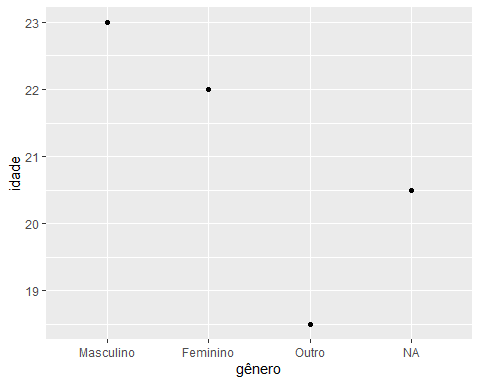 23
22
21
20
19
idade
Masculino Feminino Outro NA
gênero